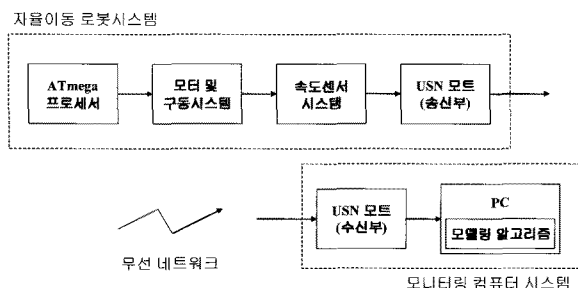 자율이동 로봇시스템
ATmega
프로세서
모터 및
구동시스템
속도센서
시스템
USN 모트
(송신부)
USN 모트
(수신부)
PC
모델링 알고리즘
무선 네트워크
모니터링 컴퓨터 시스템